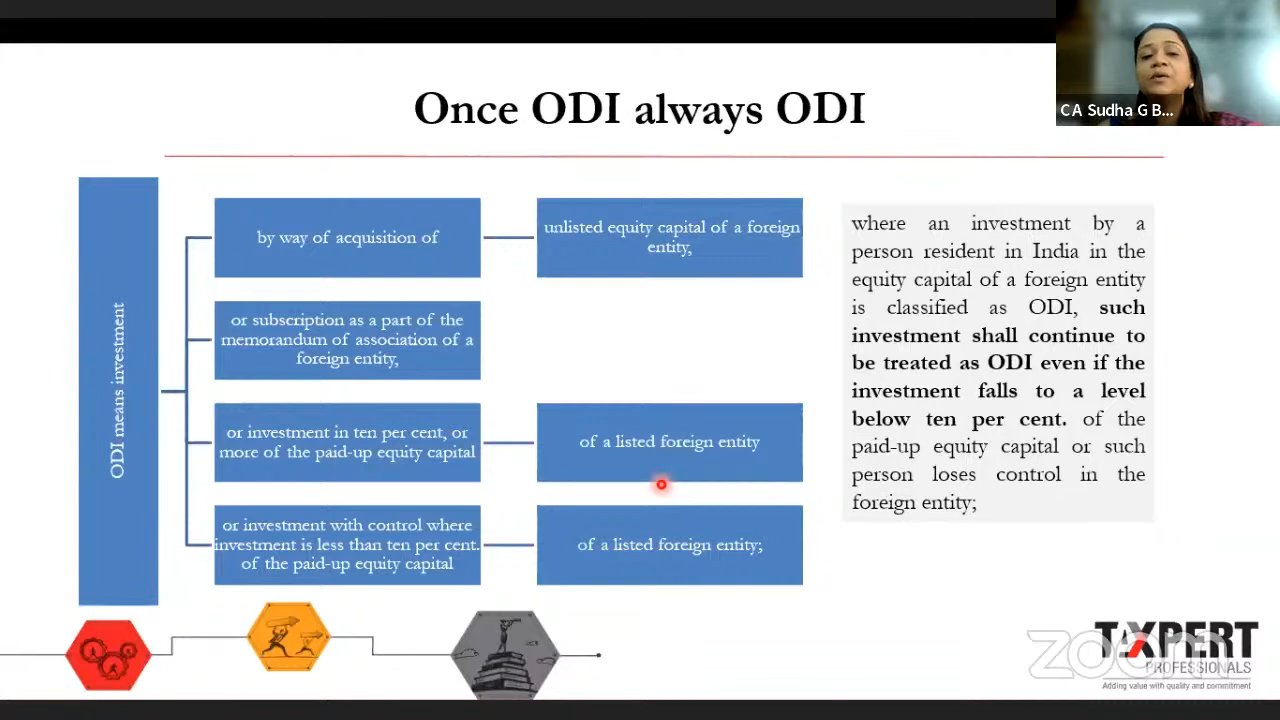 C A Sudha G B...
Once ODI always ODI
ODI means investment
by way of acquisition of
unlisted equity capital of a foreign
entity,
or subscription as a part of the
memorandum of association of a
foreign entity,
or investment in ten per cent, or
more of the paid-up equity capital
of a listed foreign entity
or investment with control where
investment is less than ten per cent.
of the paid-up equity capital
of a listed foreign entity;
where an investment by a
person resident in India in the
equity capital of a foreign entity
is classified as ODI, such
investment shall continue to
be treated as ODI even if the
investment falls to a level
below ten per cent. of the
paid-up equity capital or such
person loses control in the
foreign entity;
TAXPERT
PROFESSIONALS
Adding value with quality and commitment
zoom